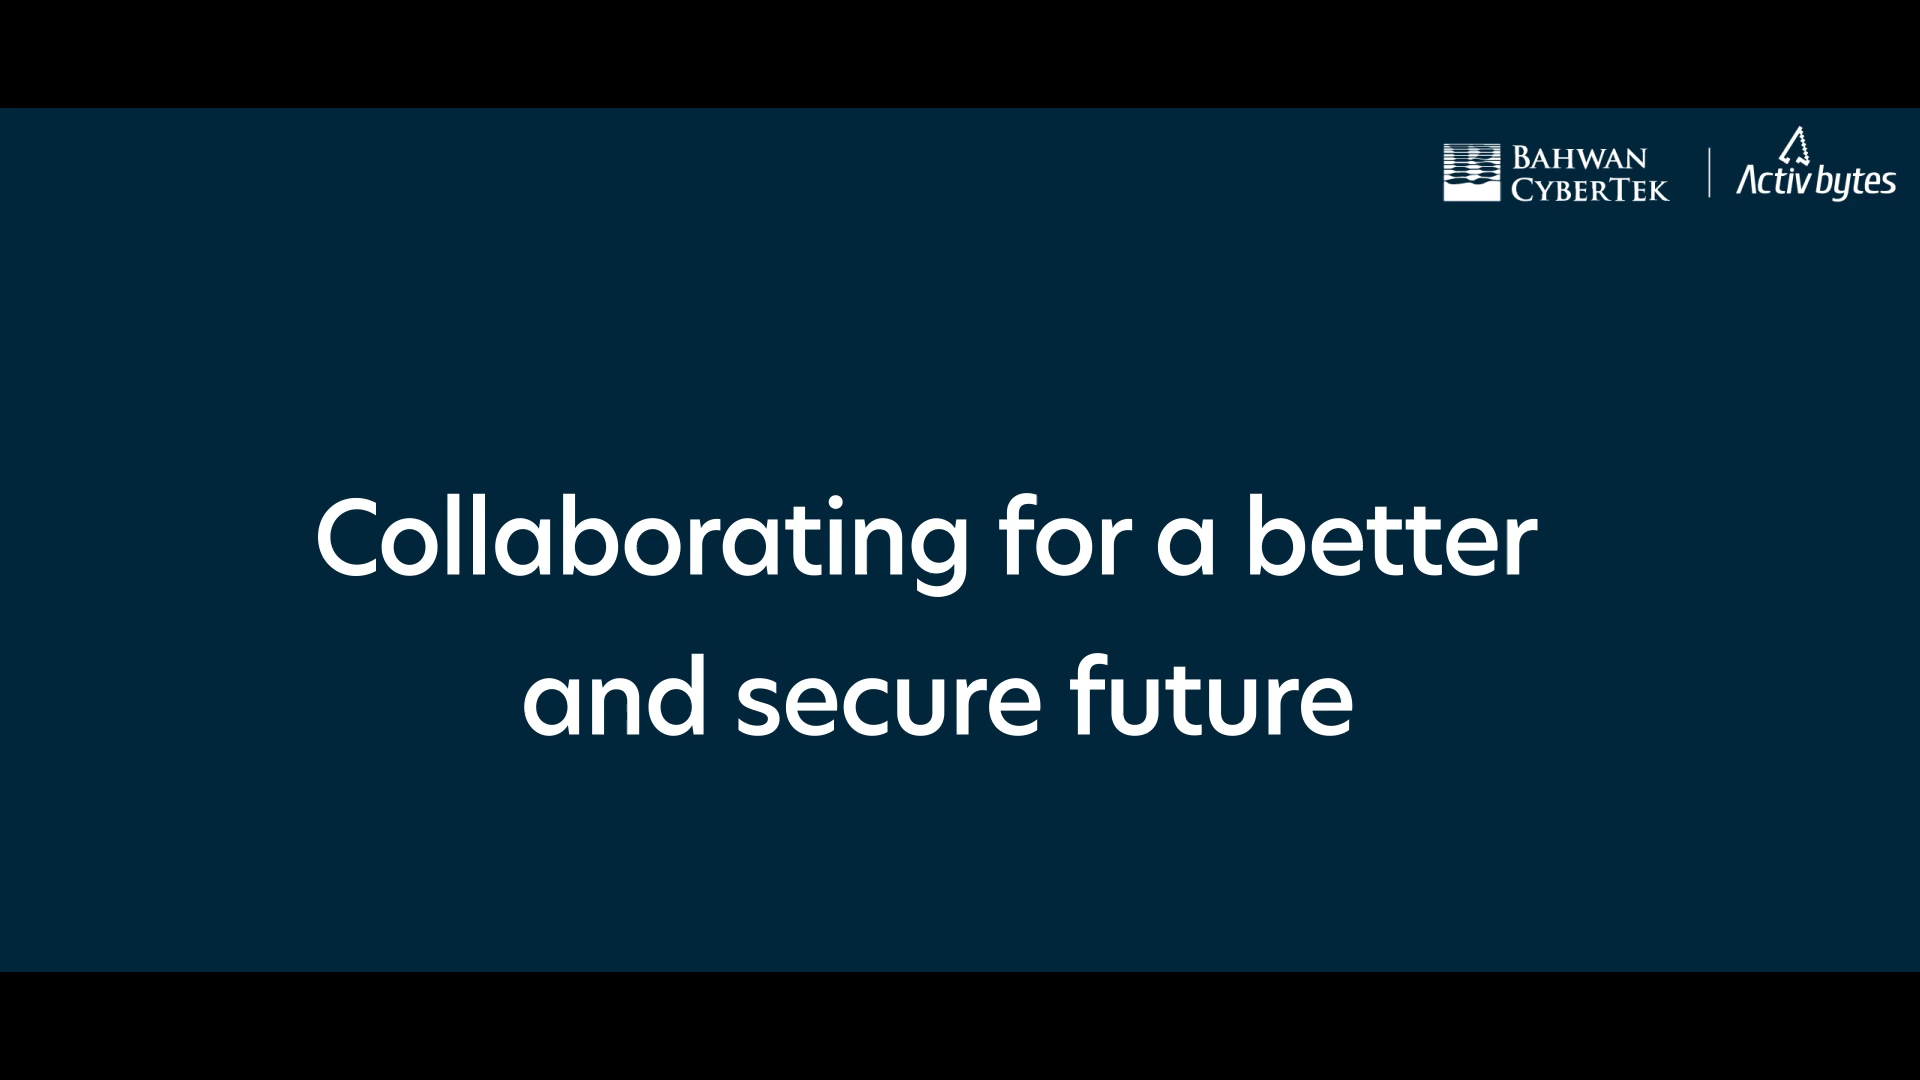 BAHWAN
CYBERTEK
Activbytes
Collaborating for a better
and secure future